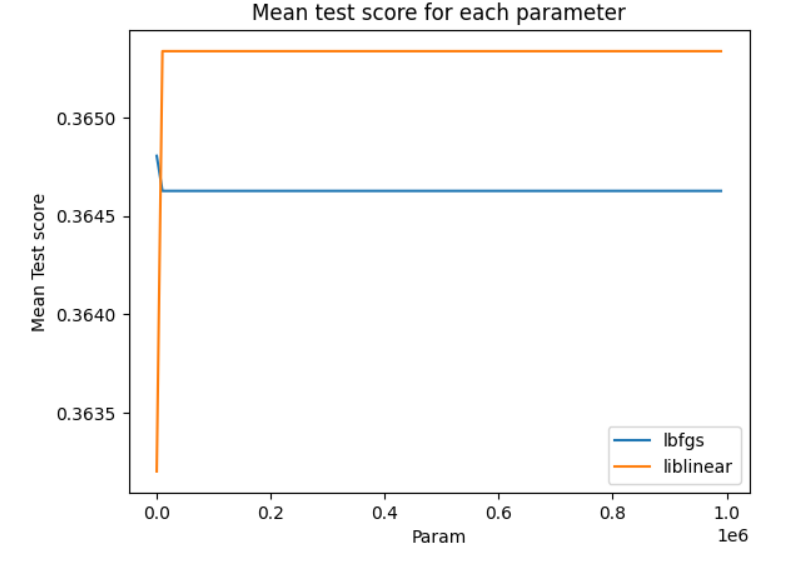 Mean test score for each parameter
Mean Test score
0.3650
0.3645
0.3640
0.3635
lbfgs
liblinear
0.0 0.2 0.4 0.6 0.8 1.0
1e6
Param